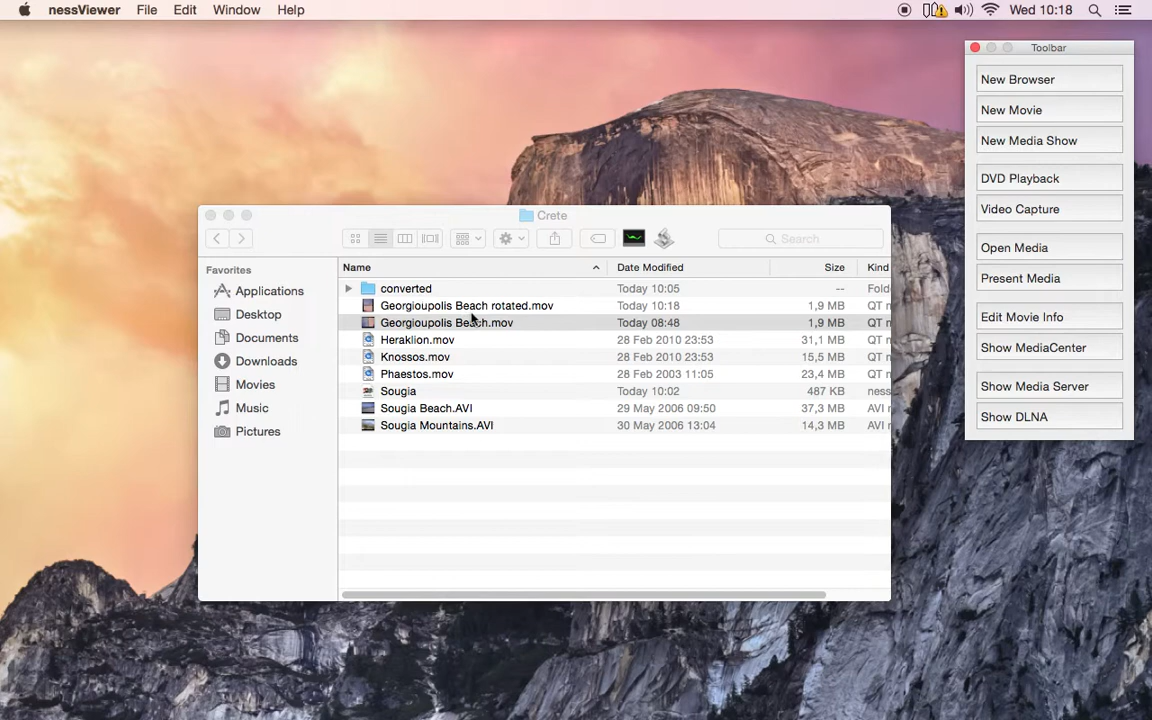 nessViewer File Edit Window Help Wed 10:18
Toolbar
New Browser
New Movie
New Media Show
DVD Playback
Video Capture
Open Media
Present Media
Edit Movie Info
Show MediaCenter
Show Media Server
Show DLNA
Crete
Search
Favorites
Applications
Desktop
Documents
Downloads
Movies
Music
Pictures
Name Date Modified Size Kind
converted Today 10:05 -- Fold
Georgioupolis Beach rotated.mov Today 10:18 1,9 MB QT m
Georgioupolis Beach.mov Today 08:48 1,9 MB QT m
Heraklion.mov 28 Feb 2010 23:53 31,1 MB QT m
Knossos.mov 28 Feb 2010 23:53 15,5 MB QT m
Phaestos.mov 28 Feb 2003 11:05 23,4 MB QT m
Sougia Today 10:02 487 KB ness
Sougia Beach.AVI 29 May 2006 09:50 37,3 MB AVI n
Sougia Mountains.AVI 30 May 2006 13:04 14,3 MB AVI n